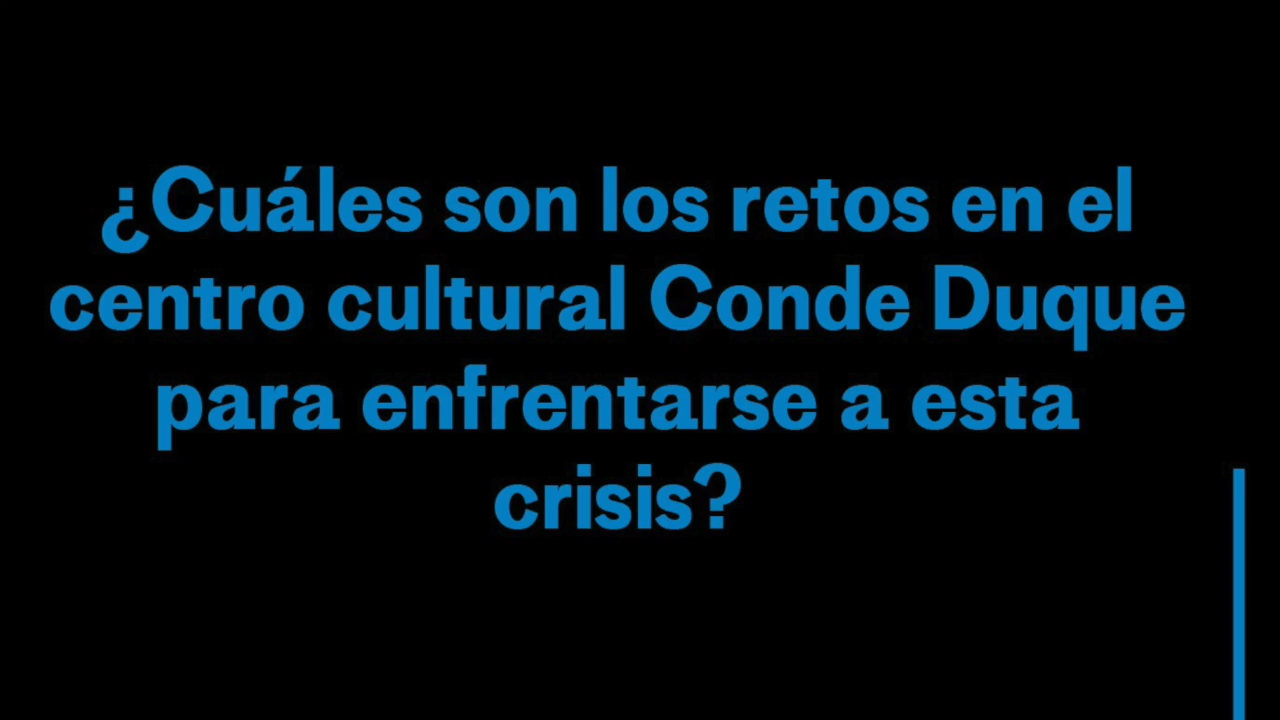 ¿Cuáles son los retos en el
centro cultural Conde Duque
para enfrentarse a esta
crisis?